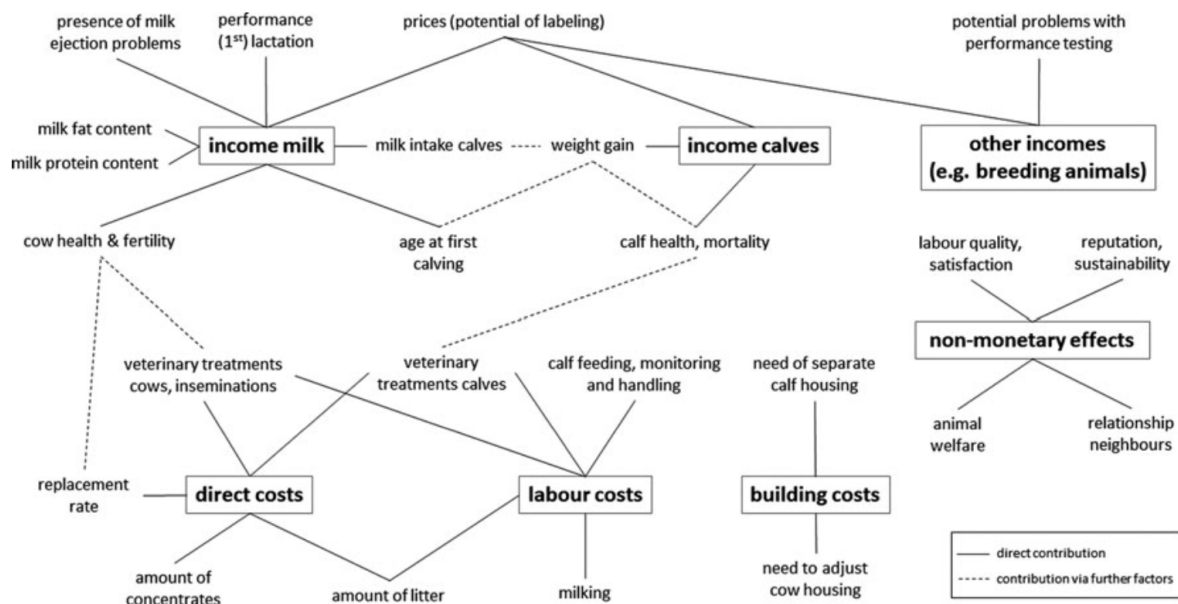 presence of milk
ejection problems
performance
(1st) lactation
prices (potential of labeling)
potential problems with
performance testing
milk fat content
milk protein content
income milk
milk intake calves
weight gain
income calves
other incomes
(e.g. breeding animals)
cow health & fertility
age at first
calving
calf health, mortality
labour quality,
satisfaction
reputation,
sustainability
non-monetary effects
animal
welfare
relationship
neighbours
veterinary treatments
cows, inseminations
veterinary
treatments calves
calf feeding, monitoring
and handling
need of separate
calf housing
replacement
rate
direct costs
labour costs
building costs
amount of
concentrates
amount of litter
milking
need to adjust
cow housing
direct contribution
contribution via further factors